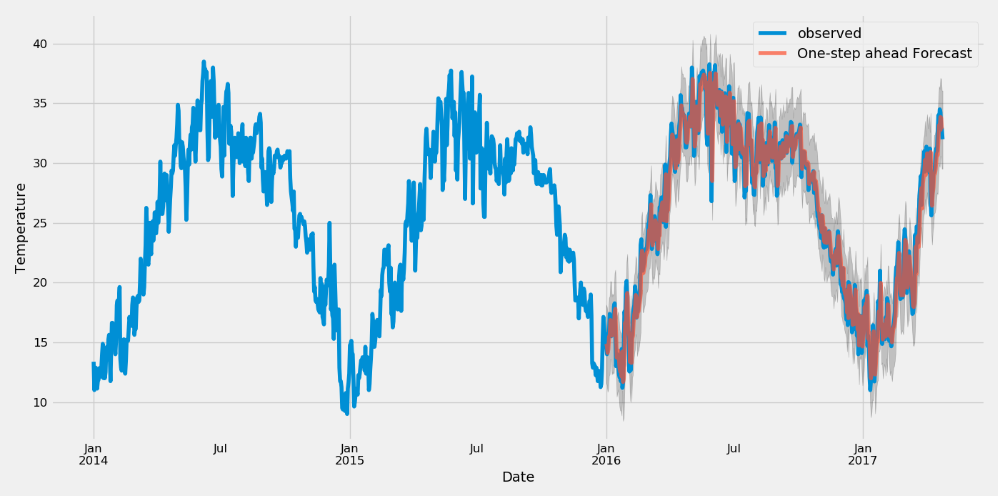 observed
One-step ahead Forecast
Temperature
40
35
30
25
20
15
10
Jan
2014
Jul
Jan
2015
Jul
Jan
2016
Jul
Jan
2017
Date